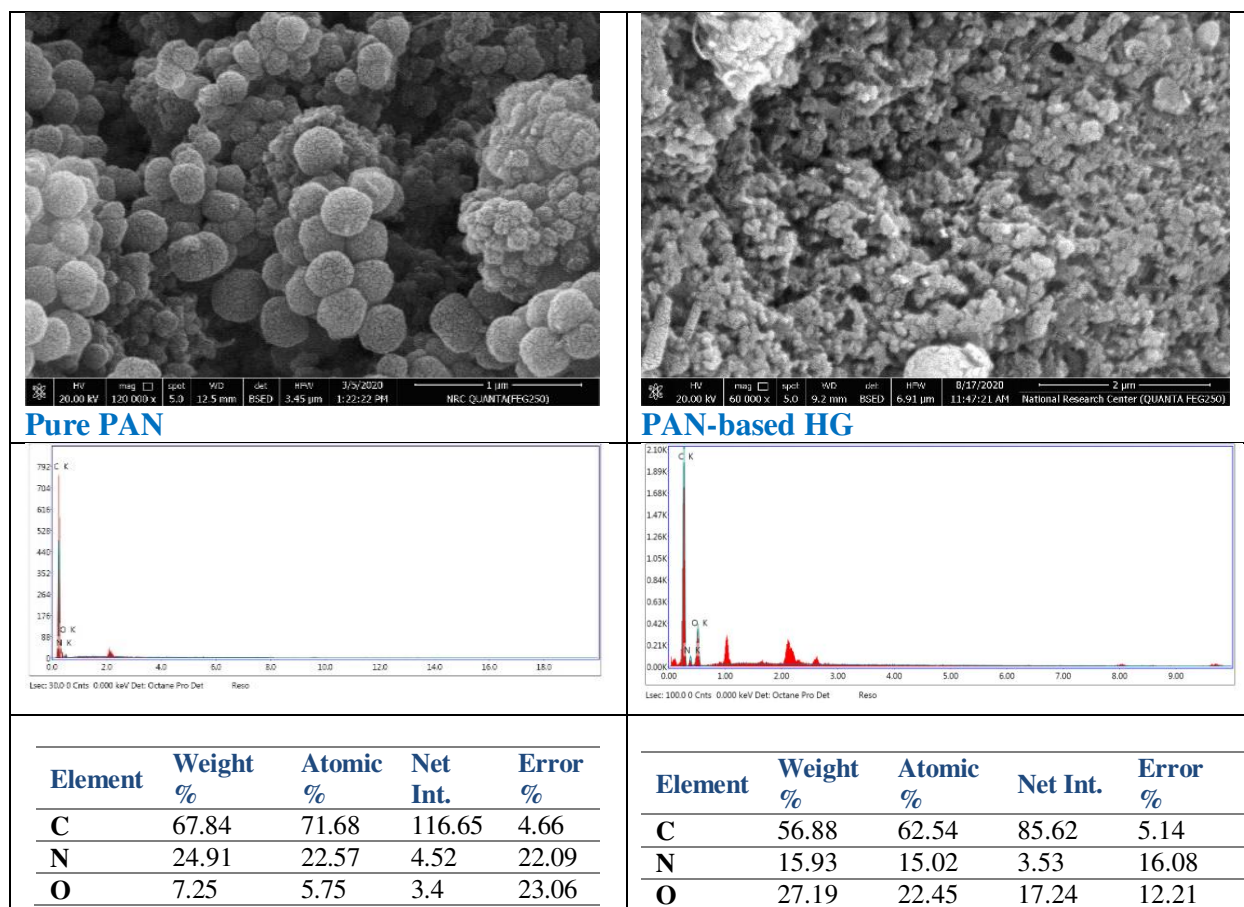 HV mag □ spot WD det HFW 3/5/2020 1 µm
20.00 kV 120 000 x 5.0 12.5 mm BSED 3.45 µm 1:22:22 PM NRC QUANTA(FEG250)
Pure PAN
HV mag □ spot WD det HFW 8/17/2020 2 µm
20.00 kV 60 000 x 5.0 9.2 mm BSED 6.91 µm 11:47:21 AM National Research Center (QUANTA FEG250)
PAN-based HG
792
704
616
528
440
352
264
176
88
0
C K
O K
N K
0.0 2.0 4.0 6.0 8.0 10.0 12.0 14.0 16.0 18.0
Lsec: 30.0 0 Cnts 0.000 keV Det: Octane Pro Det Reso
2.10K
1.89K
1.68K
1.47K
1.26K
1.05K
0.84K
0.63K
0.42K
0.21K
0.00K
C K
O K
N K
0.00 1.00 2.00 3.00 4.00 5.00 6.00 7.00 8.00 9.00
Lsec: 100.0 0 Cnts 0.000 keV Det: Octane Pro Det Reso
Element Weight % Atomic % Net Int. Error %
C 67.84 71.68 116.65 4.66
N 24.91 22.57 4.52 22.09
O 7.25 5.75 3.4 23.06
Element Weight % Atomic % Net Int. Error %
C 56.88 62.54 85.62 5.14
N 15.93 15.02 3.53 16.08
O 27.19 22.45 17.24 12.21